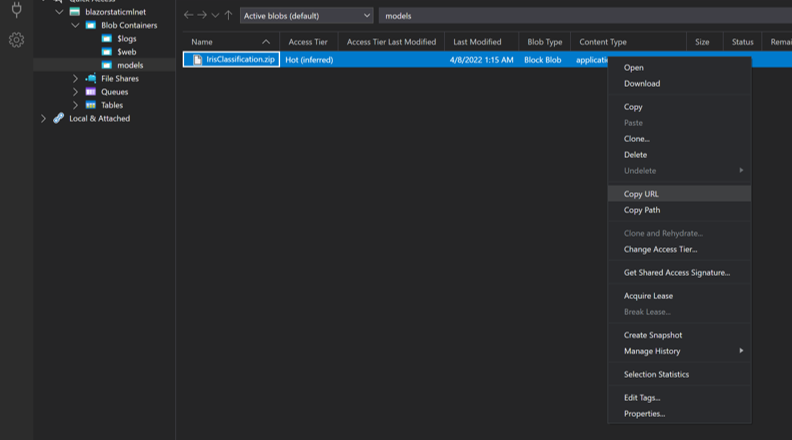 blazorstaticmlnet
Blob Containers
$logs
$web
models
File Shares
Queues
Tables
Local & Attached
Active blobs (default)
models
Name Access Tier Access Tier Last Modified Last Modified Blob Type Content Type Size Status Remai
IrisClassification.zip Hot (inferred) 4/8/2022 1:15 AM Block Blob applicati
Open
Download
Copy
Paste
Clone...
Delete
Undelete
Copy URL
Copy Path
Clone and Rehydrate...
Change Access Tier...
Get Shared Access Signature...
Acquire Lease
Break Lease...
Create Snapshot
Manage History
Selection Statistics
Edit Tags...
Properties...